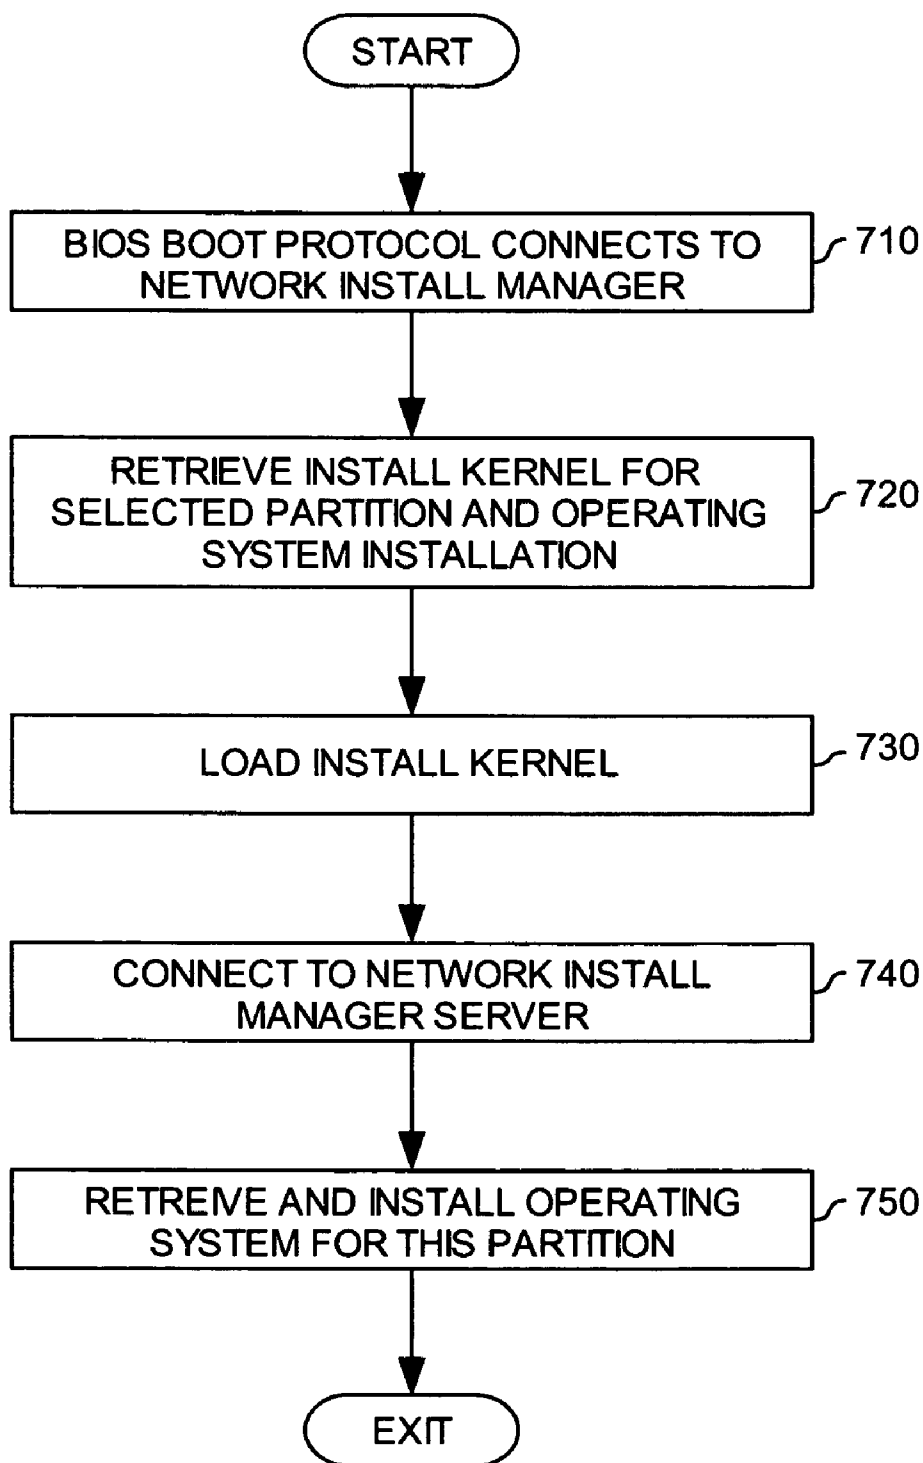 START
BIOS BOOT PROTOCOL CONNECTS TO
NETWORK INSTALL MANAGER
710
RETRIEVE INSTALL KERNEL FOR
SELECTED PARTITION AND OPERATING
SYSTEM INSTALLATION
720
LOAD INSTALL KERNEL
730
CONNECT TO NETWORK INSTALL
MANAGER SERVER
740
RETREIVE AND INSTALL OPERATING
SYSTEM FOR THIS PARTITION
750
EXIT